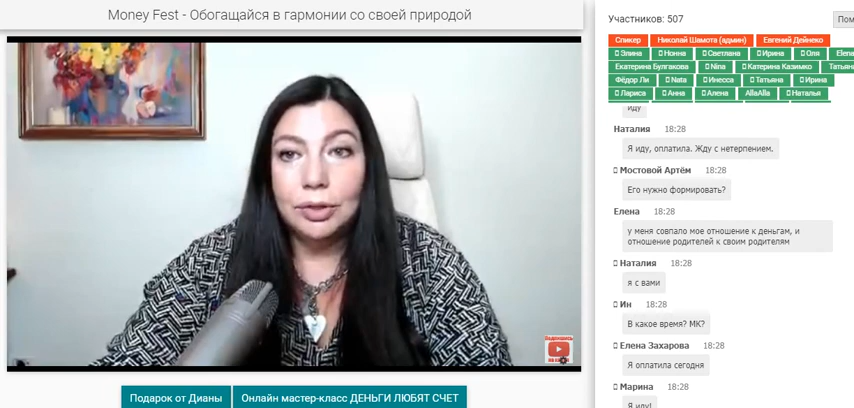 Money Fest - Обогащайся в гармонии со своей природой
Подарок от Дианы
Онлайн мастер-класс ДЕНЬГИ ЛЮБЯТ СЧЕТ
Участников: 507
Спикер Николай Шамота (админ) Евгений Дейнеко
Элина Нонна Светлана Ирина Оля Elena
Екатерина Булгакова Nina Катерина Казимко
Фёдор Ли Nata Инесса Татьяна Ирина
Лариса Анна Алена AllaAlla Наталья
иду
Наталия 18:28
Я иду, оплатила. Жду с нетерпением.
Мостовой Артём 18:28
Его нужно формировать?
Елена 18:28
у меня совпало мое отношение к деньгам, и
отношение родителей к своим родителям
Наталия 18:28
я с вами
Ин 18:28
В какое время? МК?
Елена Захарова 18:28
Я оплатила сегодня
Марина 18:28
Я иду!